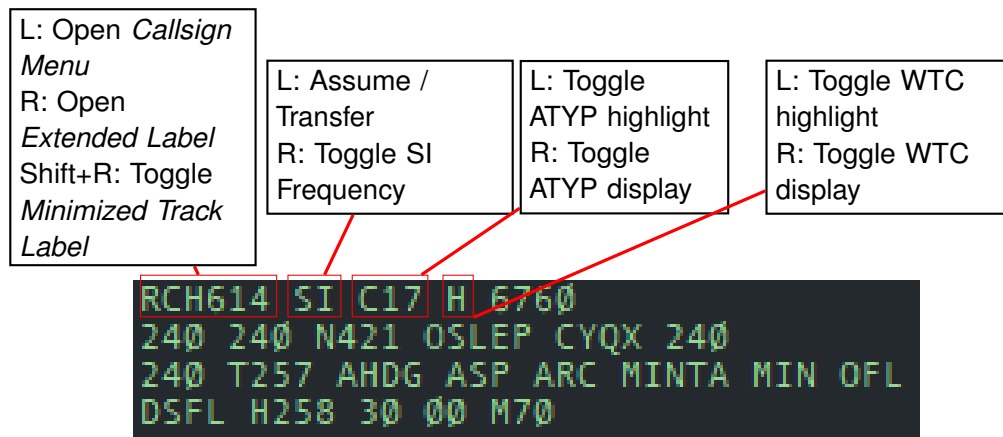 L: Open Callsign
Menu
R: Open
Extended Label
Shift+R: Toggle
Minimized Track
Label
L: Assume /
Transfer
R: Toggle SI
Frequency
L: Toggle
ATYP highlight
R: Toggle
ATYP display
L: Toggle WTC
highlight
R: Toggle WTC
display
RCH614 SI C17 H 6760
240 240 N421 OSLEP CYQX 240
240 T257 AHDG ASP ARC MINTA MIN OFL
DSFL H258 30 00 M70